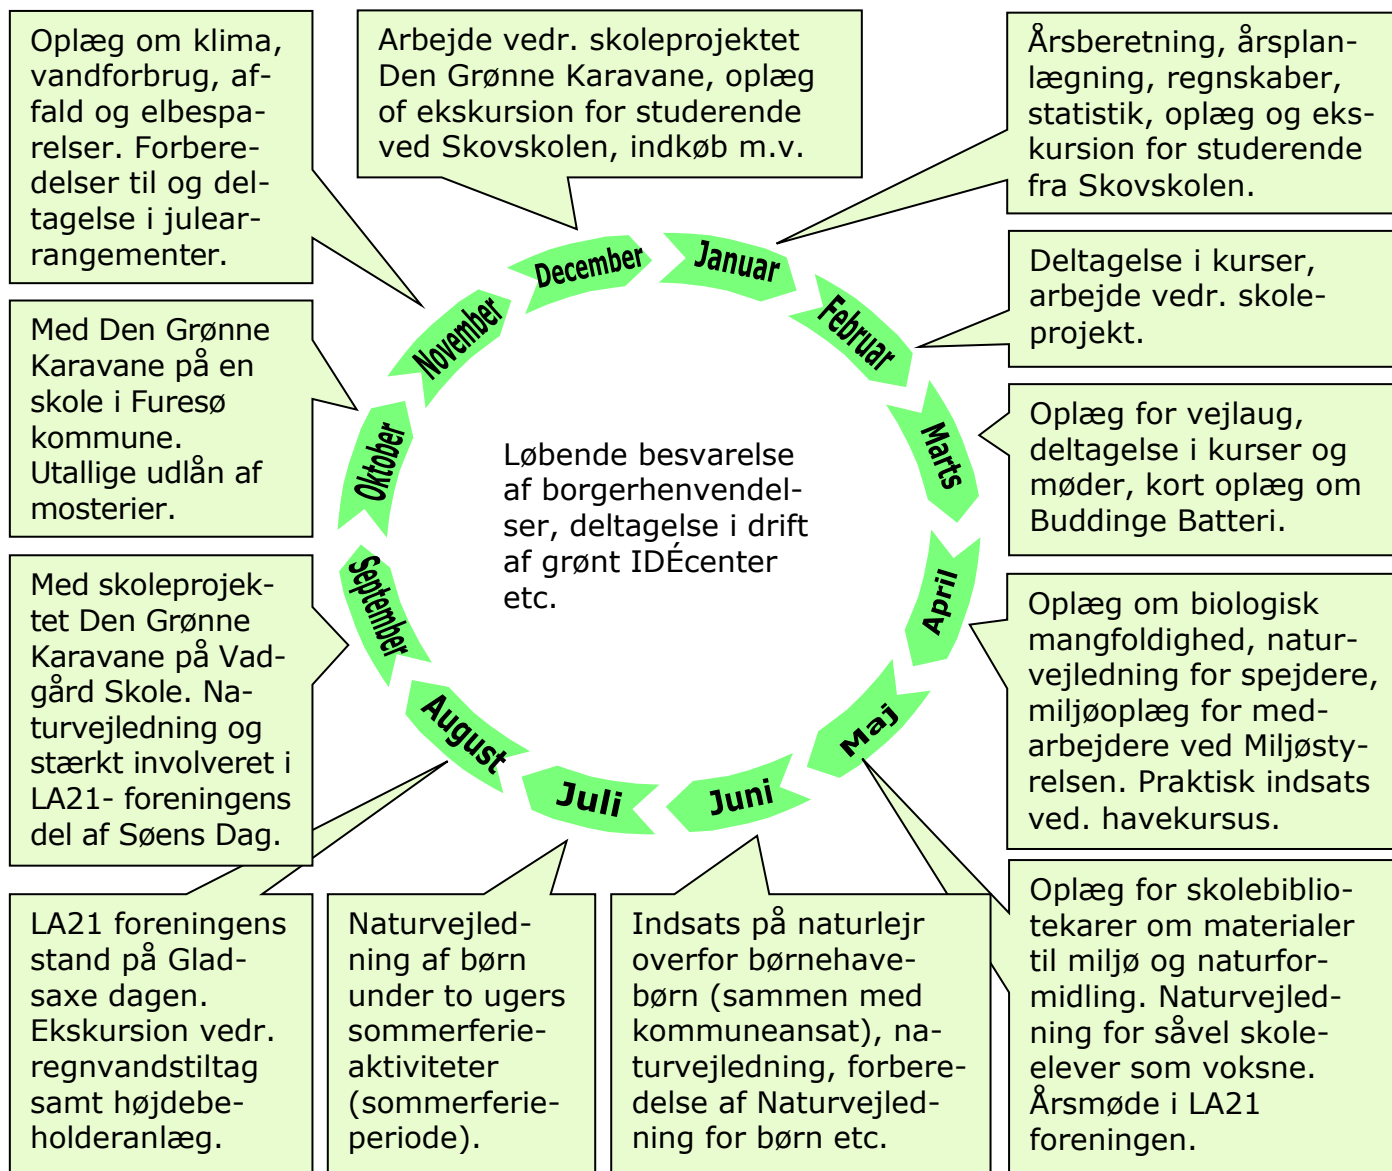 Oplæg om klima,
vandforbrug, af-
fald og elbespa-
relser. Forbere-
delser til og del-
tagelse i julear-
rangementer.
Arbejde vedr. skoleprojektet
Den Grønne Karavane, oplæg
of ekskursion for studerende
ved Skovskolen, indkøb m.v.
Årsberetning, årsplan-
lægning, regnskaber,
statistik, oplæg og eks-
kursion for studerende
fra Skovskolen.
Deltagelse i kurser,
arbejde vedr. skole-
projekt.
Med Den Grønne
Karavane på en
skole i Furesø
kommune.
Utallige udlån af
mosterier.
Oplæg for vejlaug,
deltagelse i kurser og
møder, kort oplæg om
Buddinge Batteri.
Januar
Februar
Marts
April
Maj
Juni
Juli
August
September
Oktober
November
December
Løbende besvarelse
af borgerhenvendel-
ser, deltagelse i drift
af grønt IDÉcenter
etc.
Med skoleprojek-
tet Den Grønne
Karavane på Vad-
gård Skole. Na-
turvejledning og
stærkt involveret i
LA21- foreningens
del af Søens Dag.
Oplæg om biologisk
mangfoldighed, natur-
vejledning for spejdere,
miljøoplæg for med-
arbejdere ved Miljøsty-
relsen. Praktisk indsats
ved. havekursus.
LA21 foreningens
stand på Glad-
saxe dagen.
Ekskursion vedr.
regnvandstiltag
samt højdebe-
holderanlæg.
Naturvejled-
ning af børn
under to ugers
sommerferie-
aktiviteter
(sommerferie-
periode).
Indsats på naturlejr
overfor børnehave-
børn (sammen med
kommuneansat), na-
turvejledning, forbere-
delse af Naturvejled-
ning for børn etc.
Oplæg for skolebiblio-
tekarer om materialer
til miljø og naturfor-
midling. Naturvejled-
ning for såvel skole-
elever som voksne.
Årsmøde i LA21
foreningen.